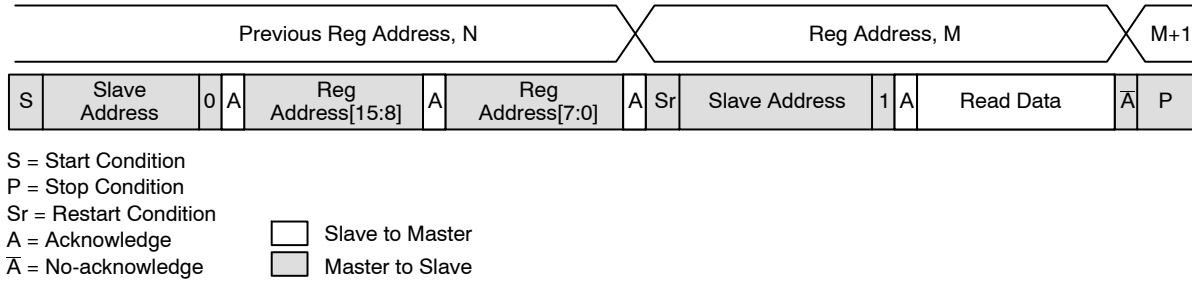 Previous Reg Address, N Reg Address, M M+1
S Slave Address 0 A Reg Address[15:8] A Reg Address[7:0] A Sr Slave Address 1 A Read Data A̅ P
S = Start Condition
P = Stop Condition
Sr = Restart Condition
A = Acknowledge
A̅ = No-acknowledge
Slave to Master
Master to Slave